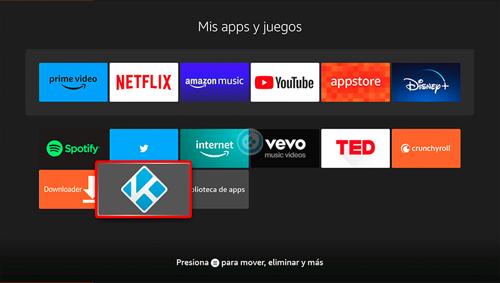 Mis apps y juegos
prime video
NETFLIX
amazon music
YouTube
appstore
Disney+
Spotify
internet
vevo
music videos
TED
crunchyroll
Downloader
blioteca de apps
Presiona para mover, eliminar y más